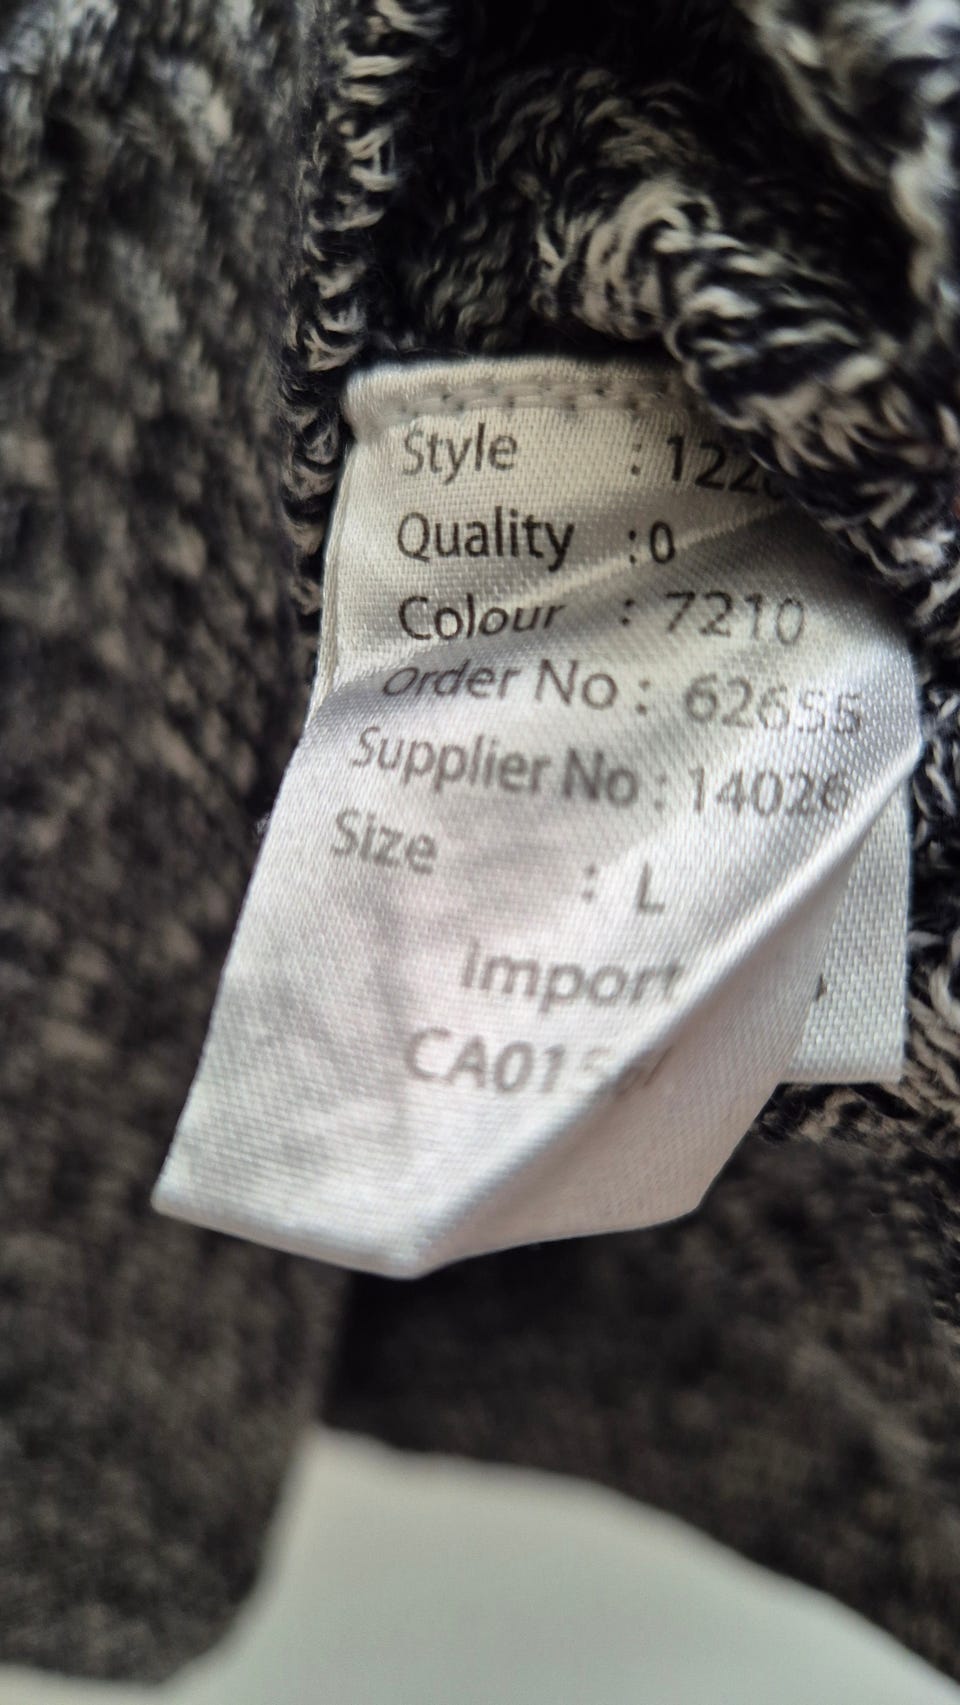 Style : 122
Quality :0
Colour : 7210
Order No : 62655
Supplier No : 14026
Size : L
import
CA01